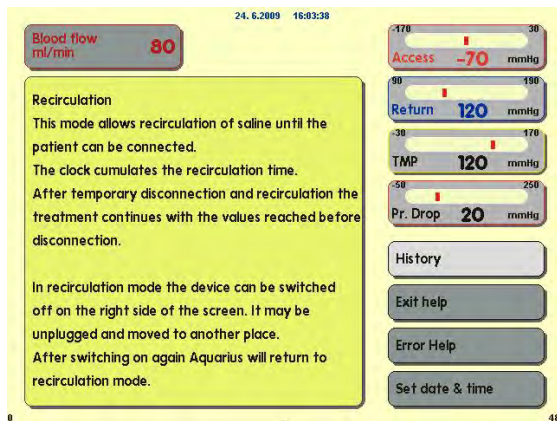 24. 6.2009 16:03:38
Blood flow
ml/min 80
Recirculation
This mode allows recirculation of saline until the
patient can be connected.
The clock cumulates the recirculation time.
After temporary disconnection and recirculation the
treatment continues with the values reached before
disconnection.
In recirculation mode the device can be switched
off on the right side of the screen. It may be
unplugged and moved to another place.
After switching on again Aquarius will return to
recirculation mode.
-170 30
Access -70 mmHg
90 190
Return 120 mmHg
-30 170
TMP 120 mmHg
-50 250
Pr. Drop 20 mmHg
History
Exit help
Error Help
Set date & time
0 48